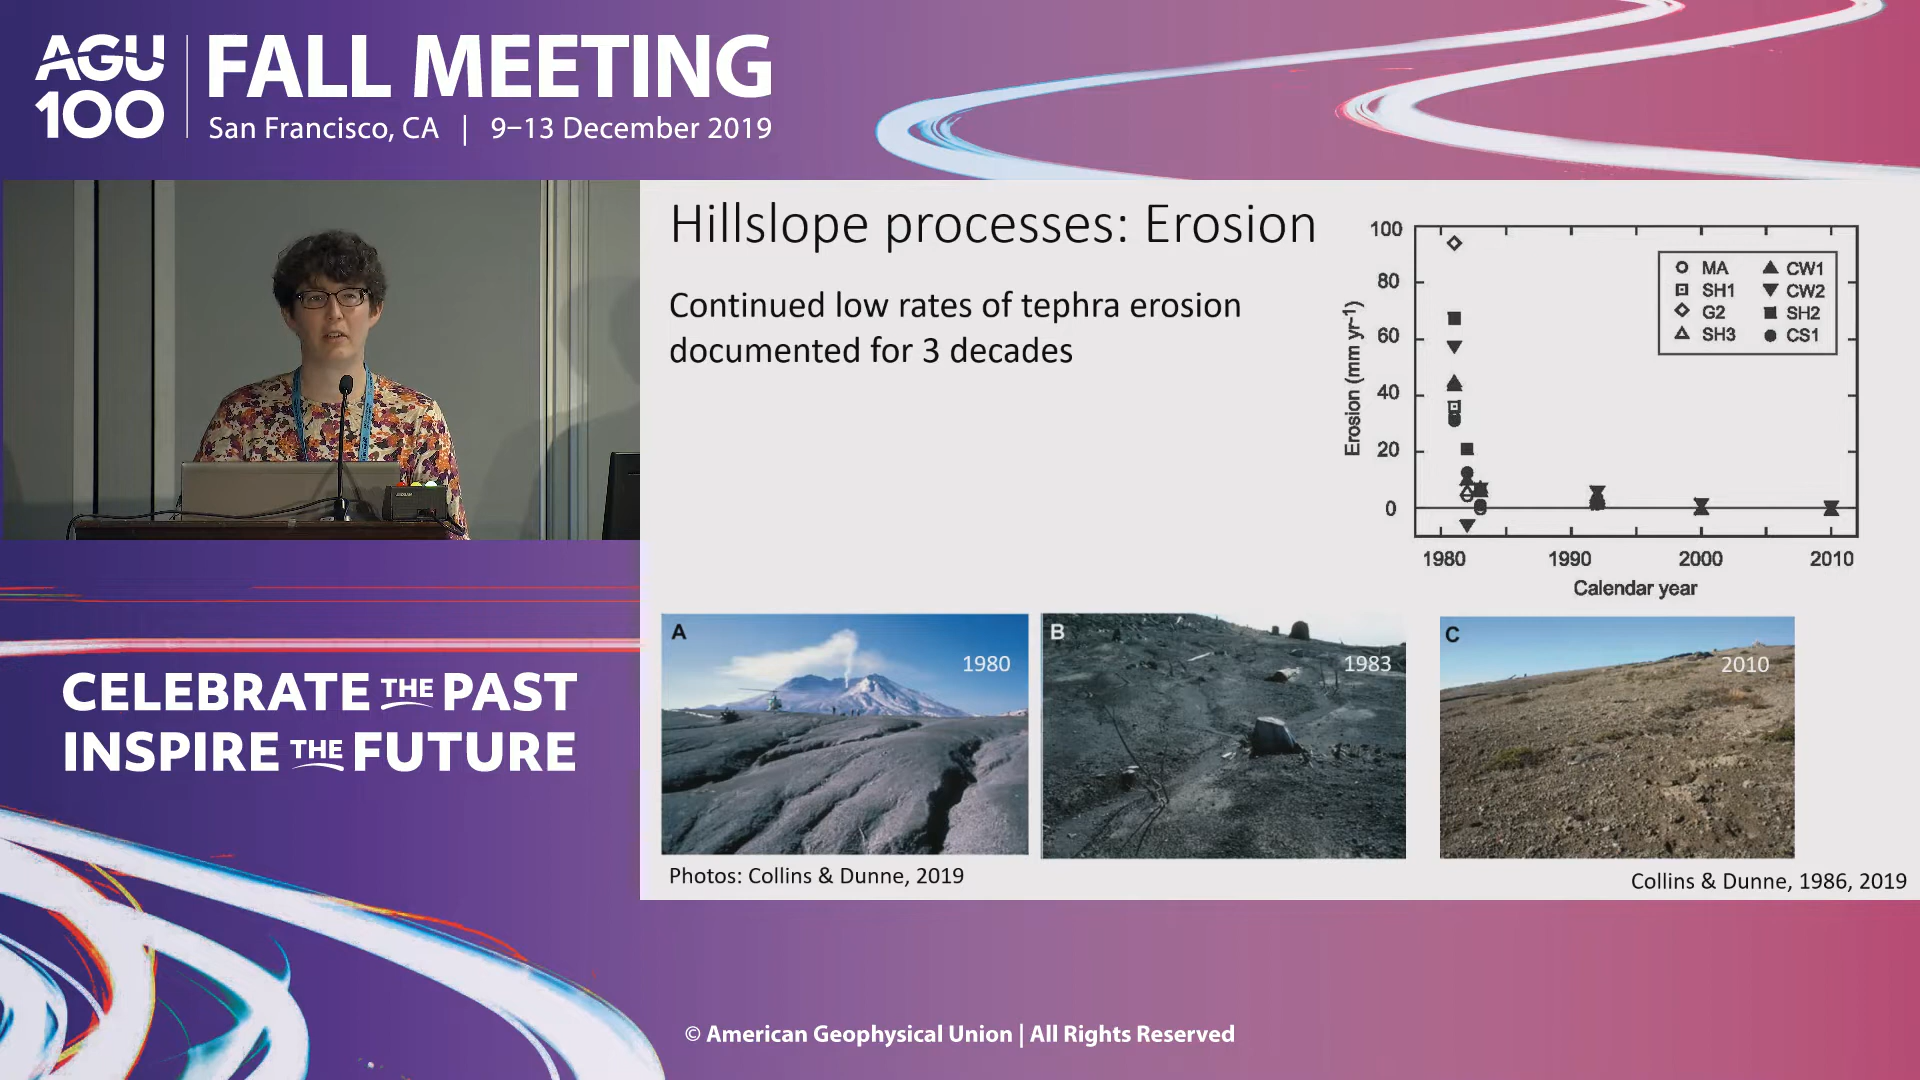 AGU
100
FALL MEETING
San Francisco, CA | 9–13 December 2019
Hillslope processes: Erosion
Continued low rates of tephra erosion
documented for 3 decades
100
80
60
40
20
0
Erosion (mm yr-1)
MA
SH1
G2
SH3
CW1
CW2
SH2
CS1
1980
1990
2000
2010
Calendar year
A
1980
B
1983
C
2010
Photos: Collins & Dunne, 2019
Collins & Dunne, 1986, 2019
CELEBRATE THE PAST
INSPIRE THE FUTURE
© American Geophysical Union | All Rights Reserved